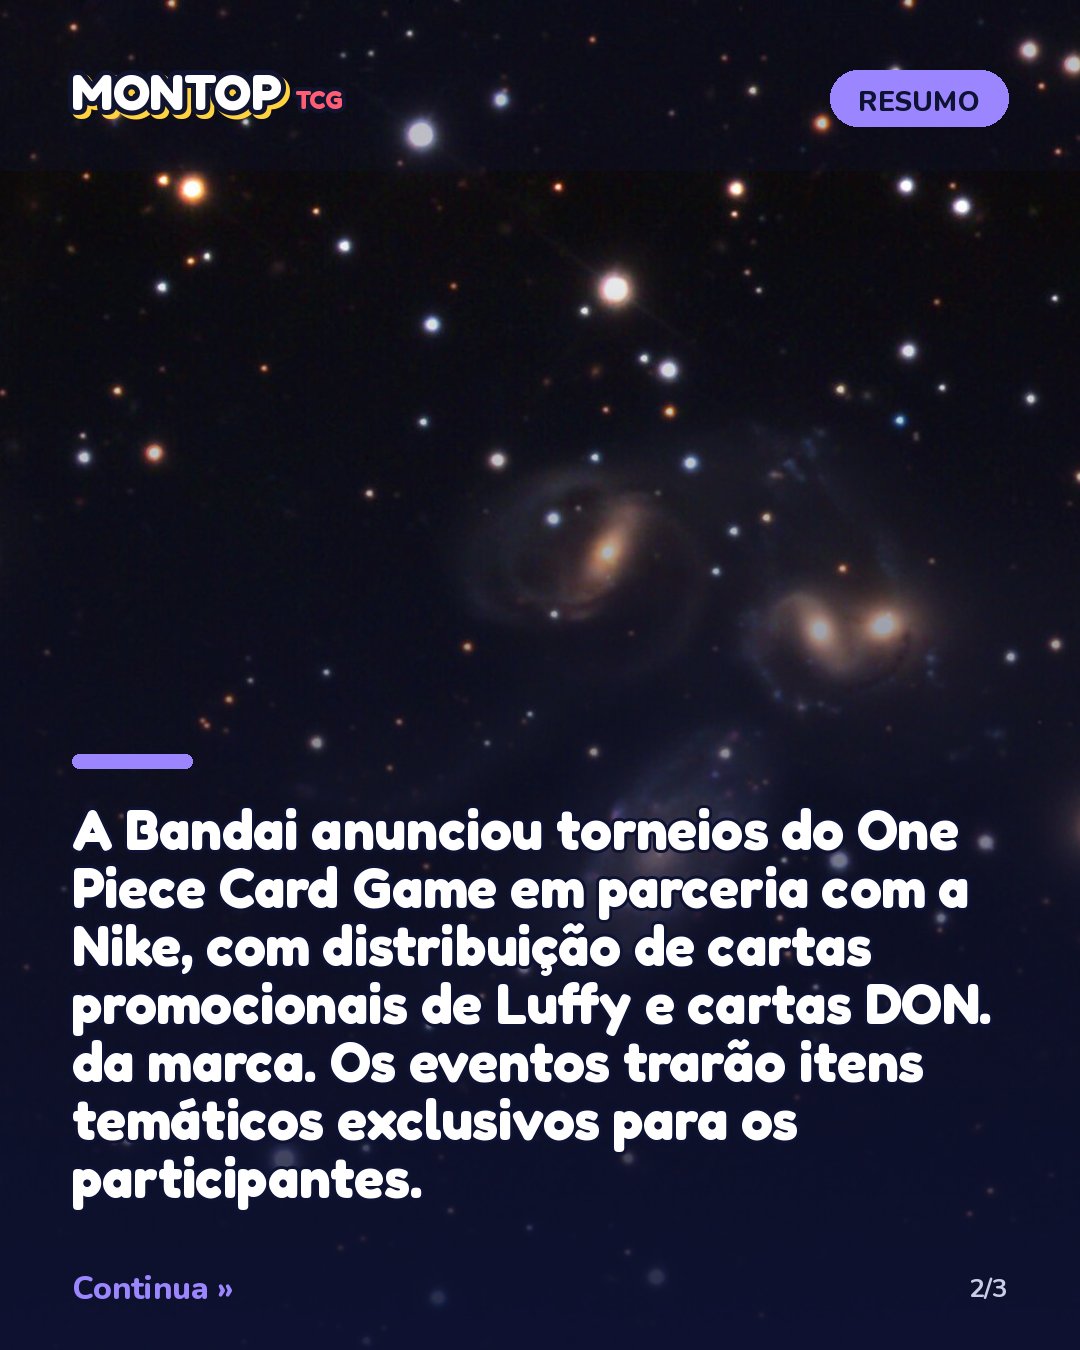 MONTOP TCG
RESUMO
A Bandai anunciou torneios do One
Piece Card Game em parceria com a
Nike, com distribuição de cartas
promocionais de Luffy e cartas DON.
da marca. Os eventos trarão itens
temáticos exclusivos para os
participantes.
Continua »
2/3